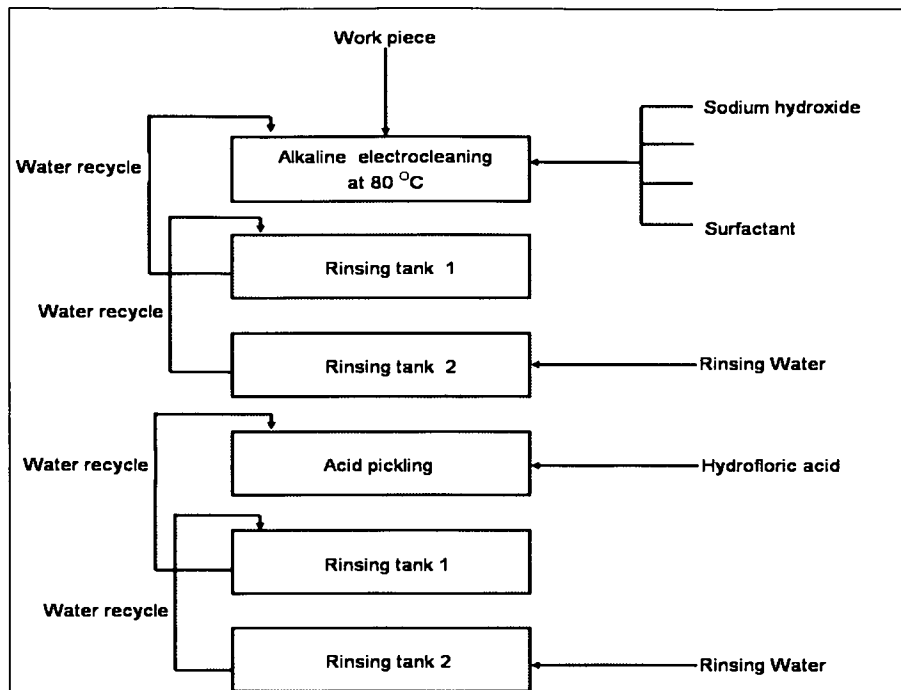 Work piece
Sodium hydroxide
Water recycle
Alkaline electrocleaning
at 80 °C
Surfactant
Rinsing tank 1
Water recycle
Rinsing tank 2
Rinsing Water
Water recycle
Acid pickling
Hydrofloric acid
Rinsing tank 1
Water recycle
Rinsing tank 2
Rinsing Water